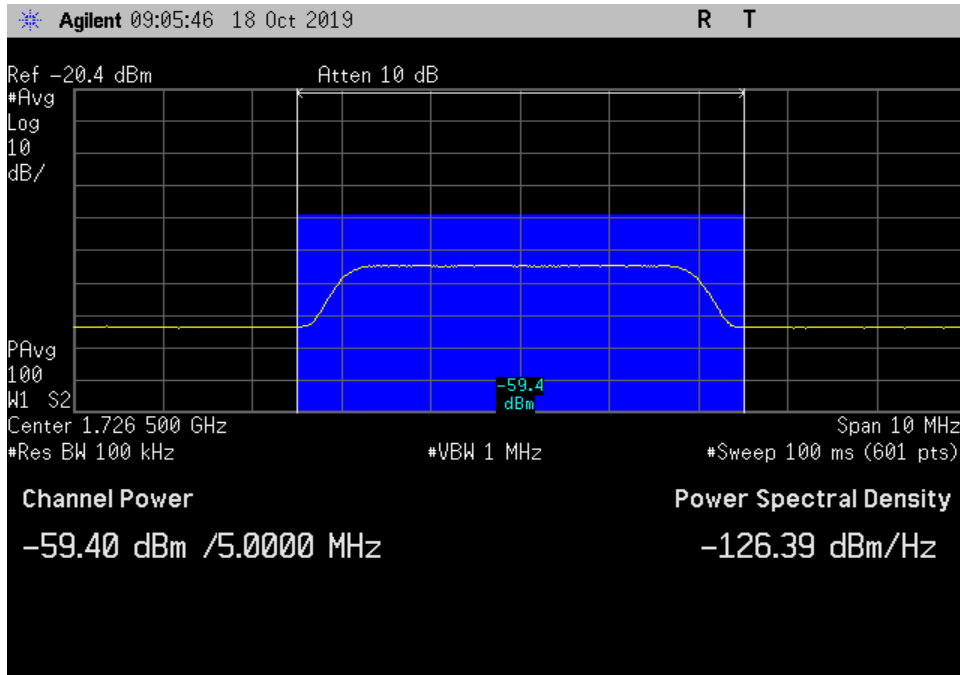 Agilent 09:05:46 18 Oct 2019 R T
Ref -20.4 dBm Atten 10 dB
#Avg
Log
10
dB/
PAvg
100
W1 S2
-59.4
dBm
Center 1.726 500 GHz Span 10 MHz
#Res BW 100 kHz #VBW 1 MHz #Sweep 100 ms (601 pts)
Channel Power Power Spectral Density
-59.40 dBm /5.0000 MHz -126.39 dBm/Hz